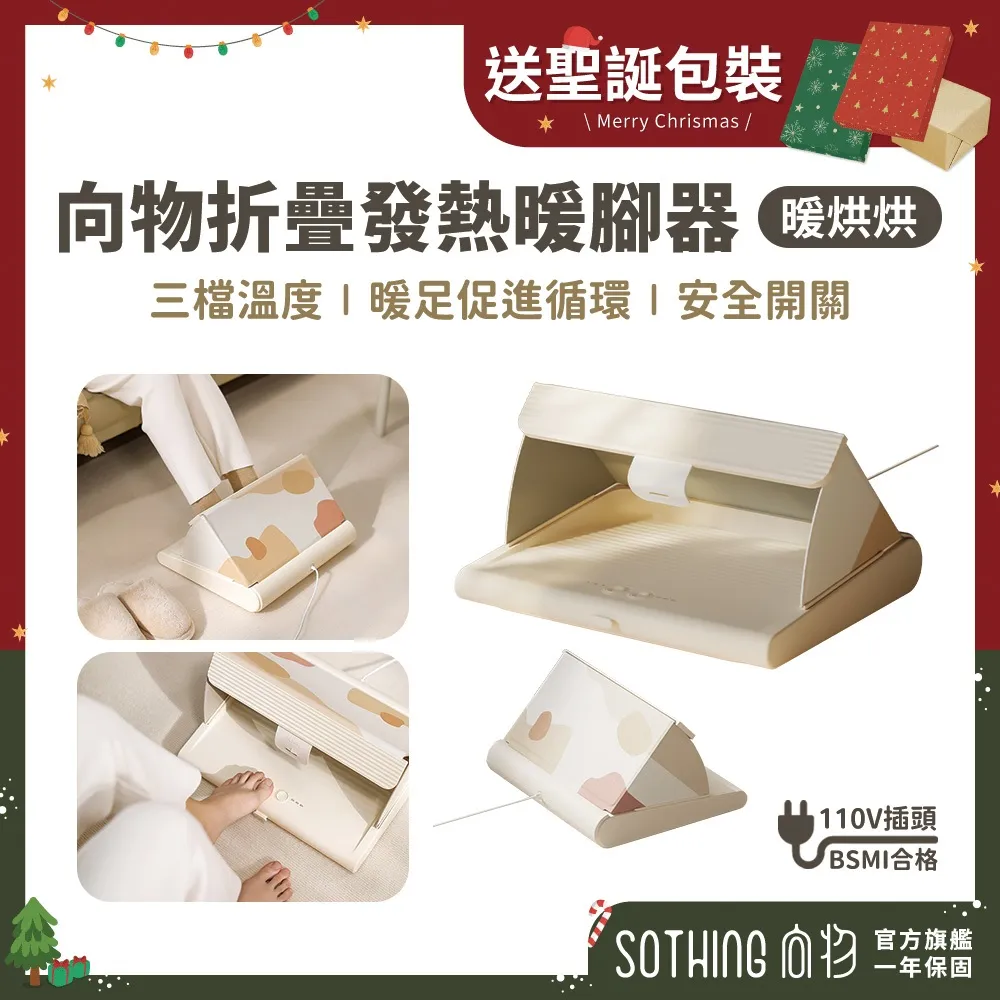 送聖誕包裝
\ Merry Chrismas /
向物折疊發熱暖腳器 暖烘烘
三檔溫度 | 暖足促進循環 | 安全開關
110V插頭
BSMI合格
SOTHING 向物
官方旗艦
一年保固